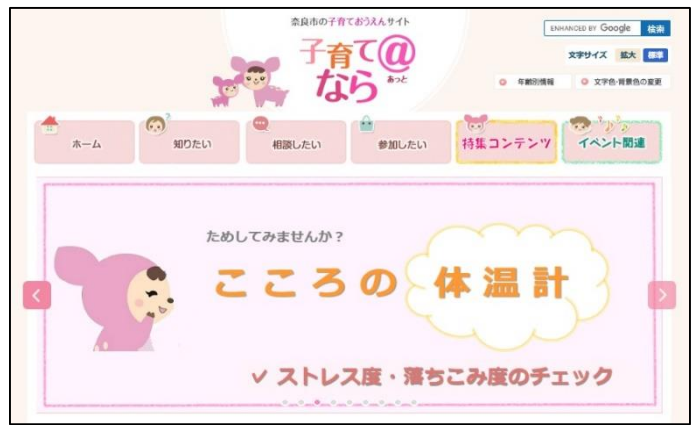 奈良市の子育ておうえんサイト
子育て@なら
あっと
ENHANCED BY Google 検索
文字サイズ 拡大 標準
年齢別情報 文字色・背景色の変更
ホーム 知りたい 相談したい 参加したい 特集コンテンツ イベント関連
ためしてみませんか？
こころの体温計
✓ ストレス度・落ちこみ度のチェック